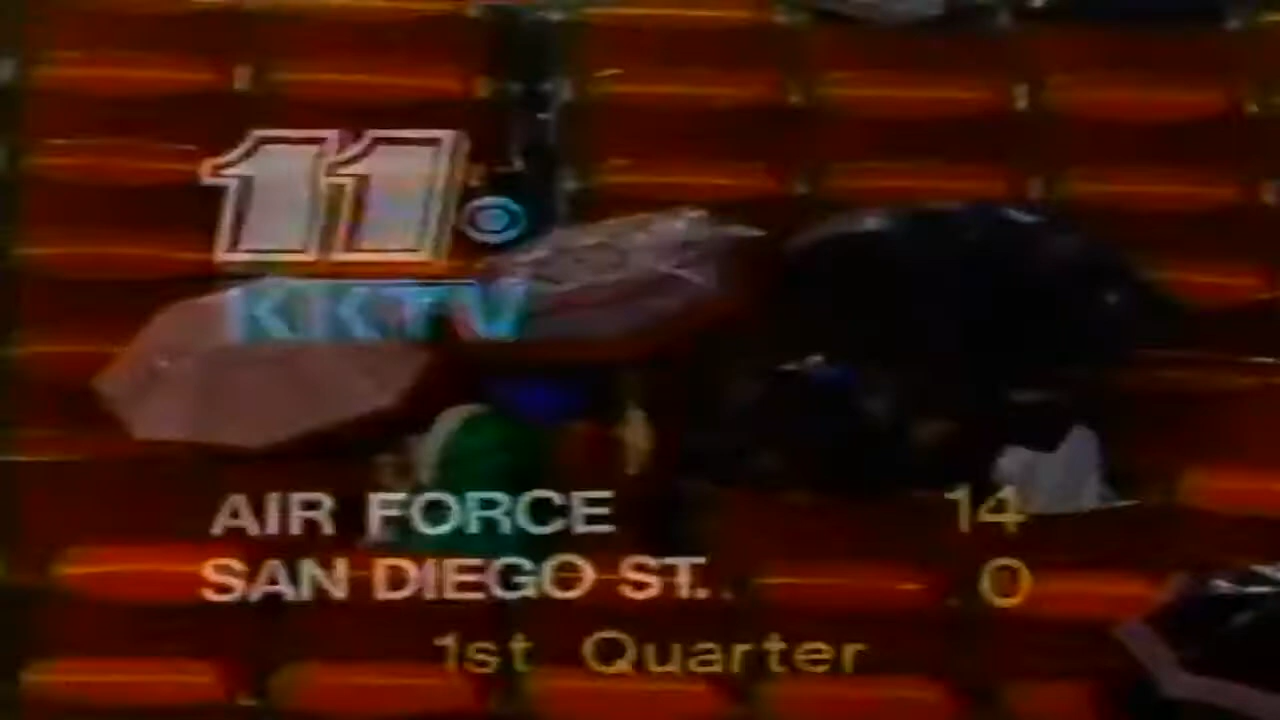 11
KKTV
AIR FORCE 14
SAN DIEGO ST. 0
1st Quarter